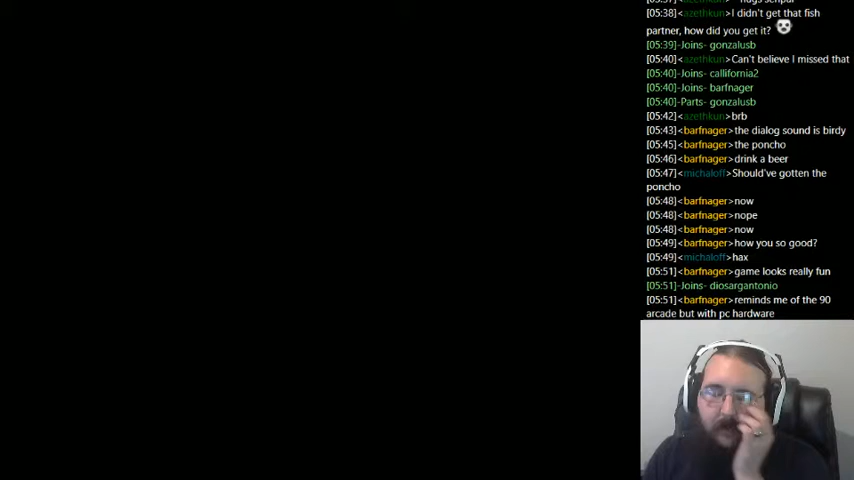 [05:38]<azethkun>I didn't get that fish
partner, how did you get it?
[05:39]-Joins- gonzalusb
[05:40]<azethkun>Can't believe I missed that
[05:40]-Joins- callifornia2
[05:40]-Joins- barfnager
[05:40]-Parts- gonzalusb
[05:42]<azethkun>brb
[05:43]<barfnager>the dialog sound is birdy
[05:45]<barfnager>the poncho
[05:46]<barfnager>drink a beer
[05:47]<michaloff>Should've gotten the
poncho
[05:48]<barfnager>now
[05:48]<barfnager>nope
[05:48]<barfnager>now
[05:49]<barfnager>how you so good?
[05:49]<michaloff>hax
[05:51]<barfnager>game looks really fun
[05:51]-Joins- diosargantonio
[05:51]<barfnager>reminds me of the 90
arcade but with pc hardware